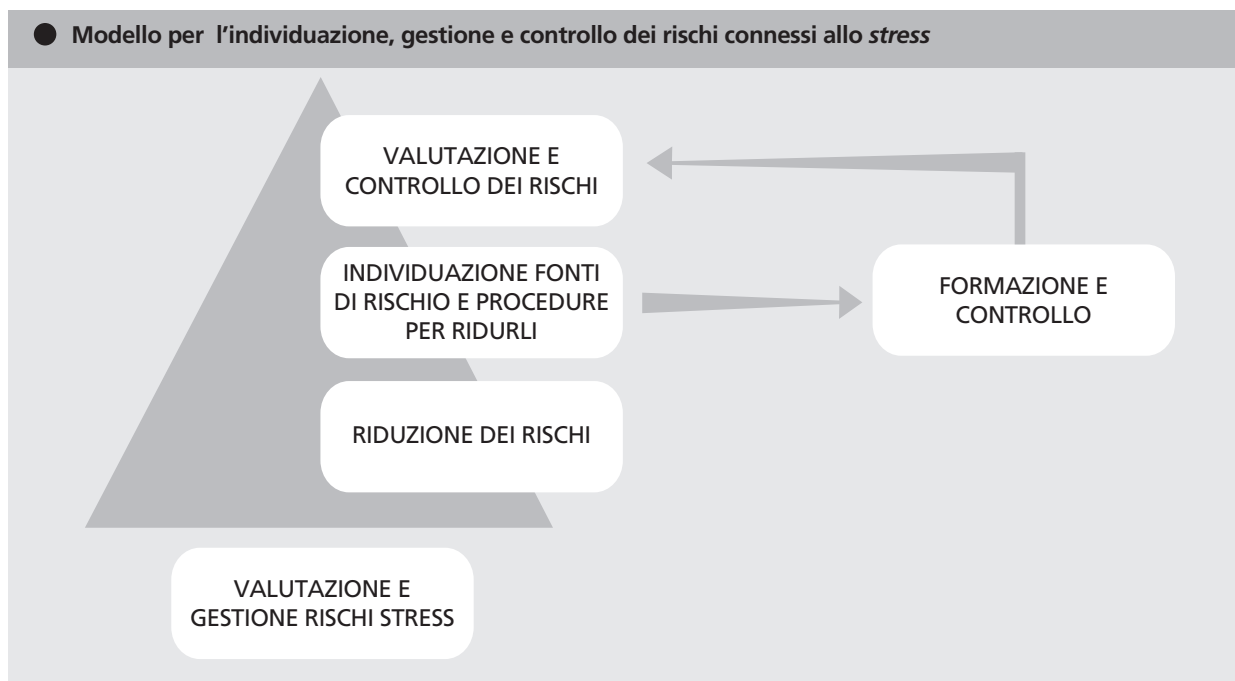 ● Modello per l'individuazione, gestione e controllo dei rischi connessi allo stress
VALUTAZIONE E
CONTROLLO DEI RISCHI
INDIVIDUAZIONE FONTI
DI RISCHIO E PROCEDURE
PER RIDURLI
FORMAZIONE E
CONTROLLO
RIDUZIONE DEI RISCHI
VALUTAZIONE E
GESTIONE RISCHI STRESS